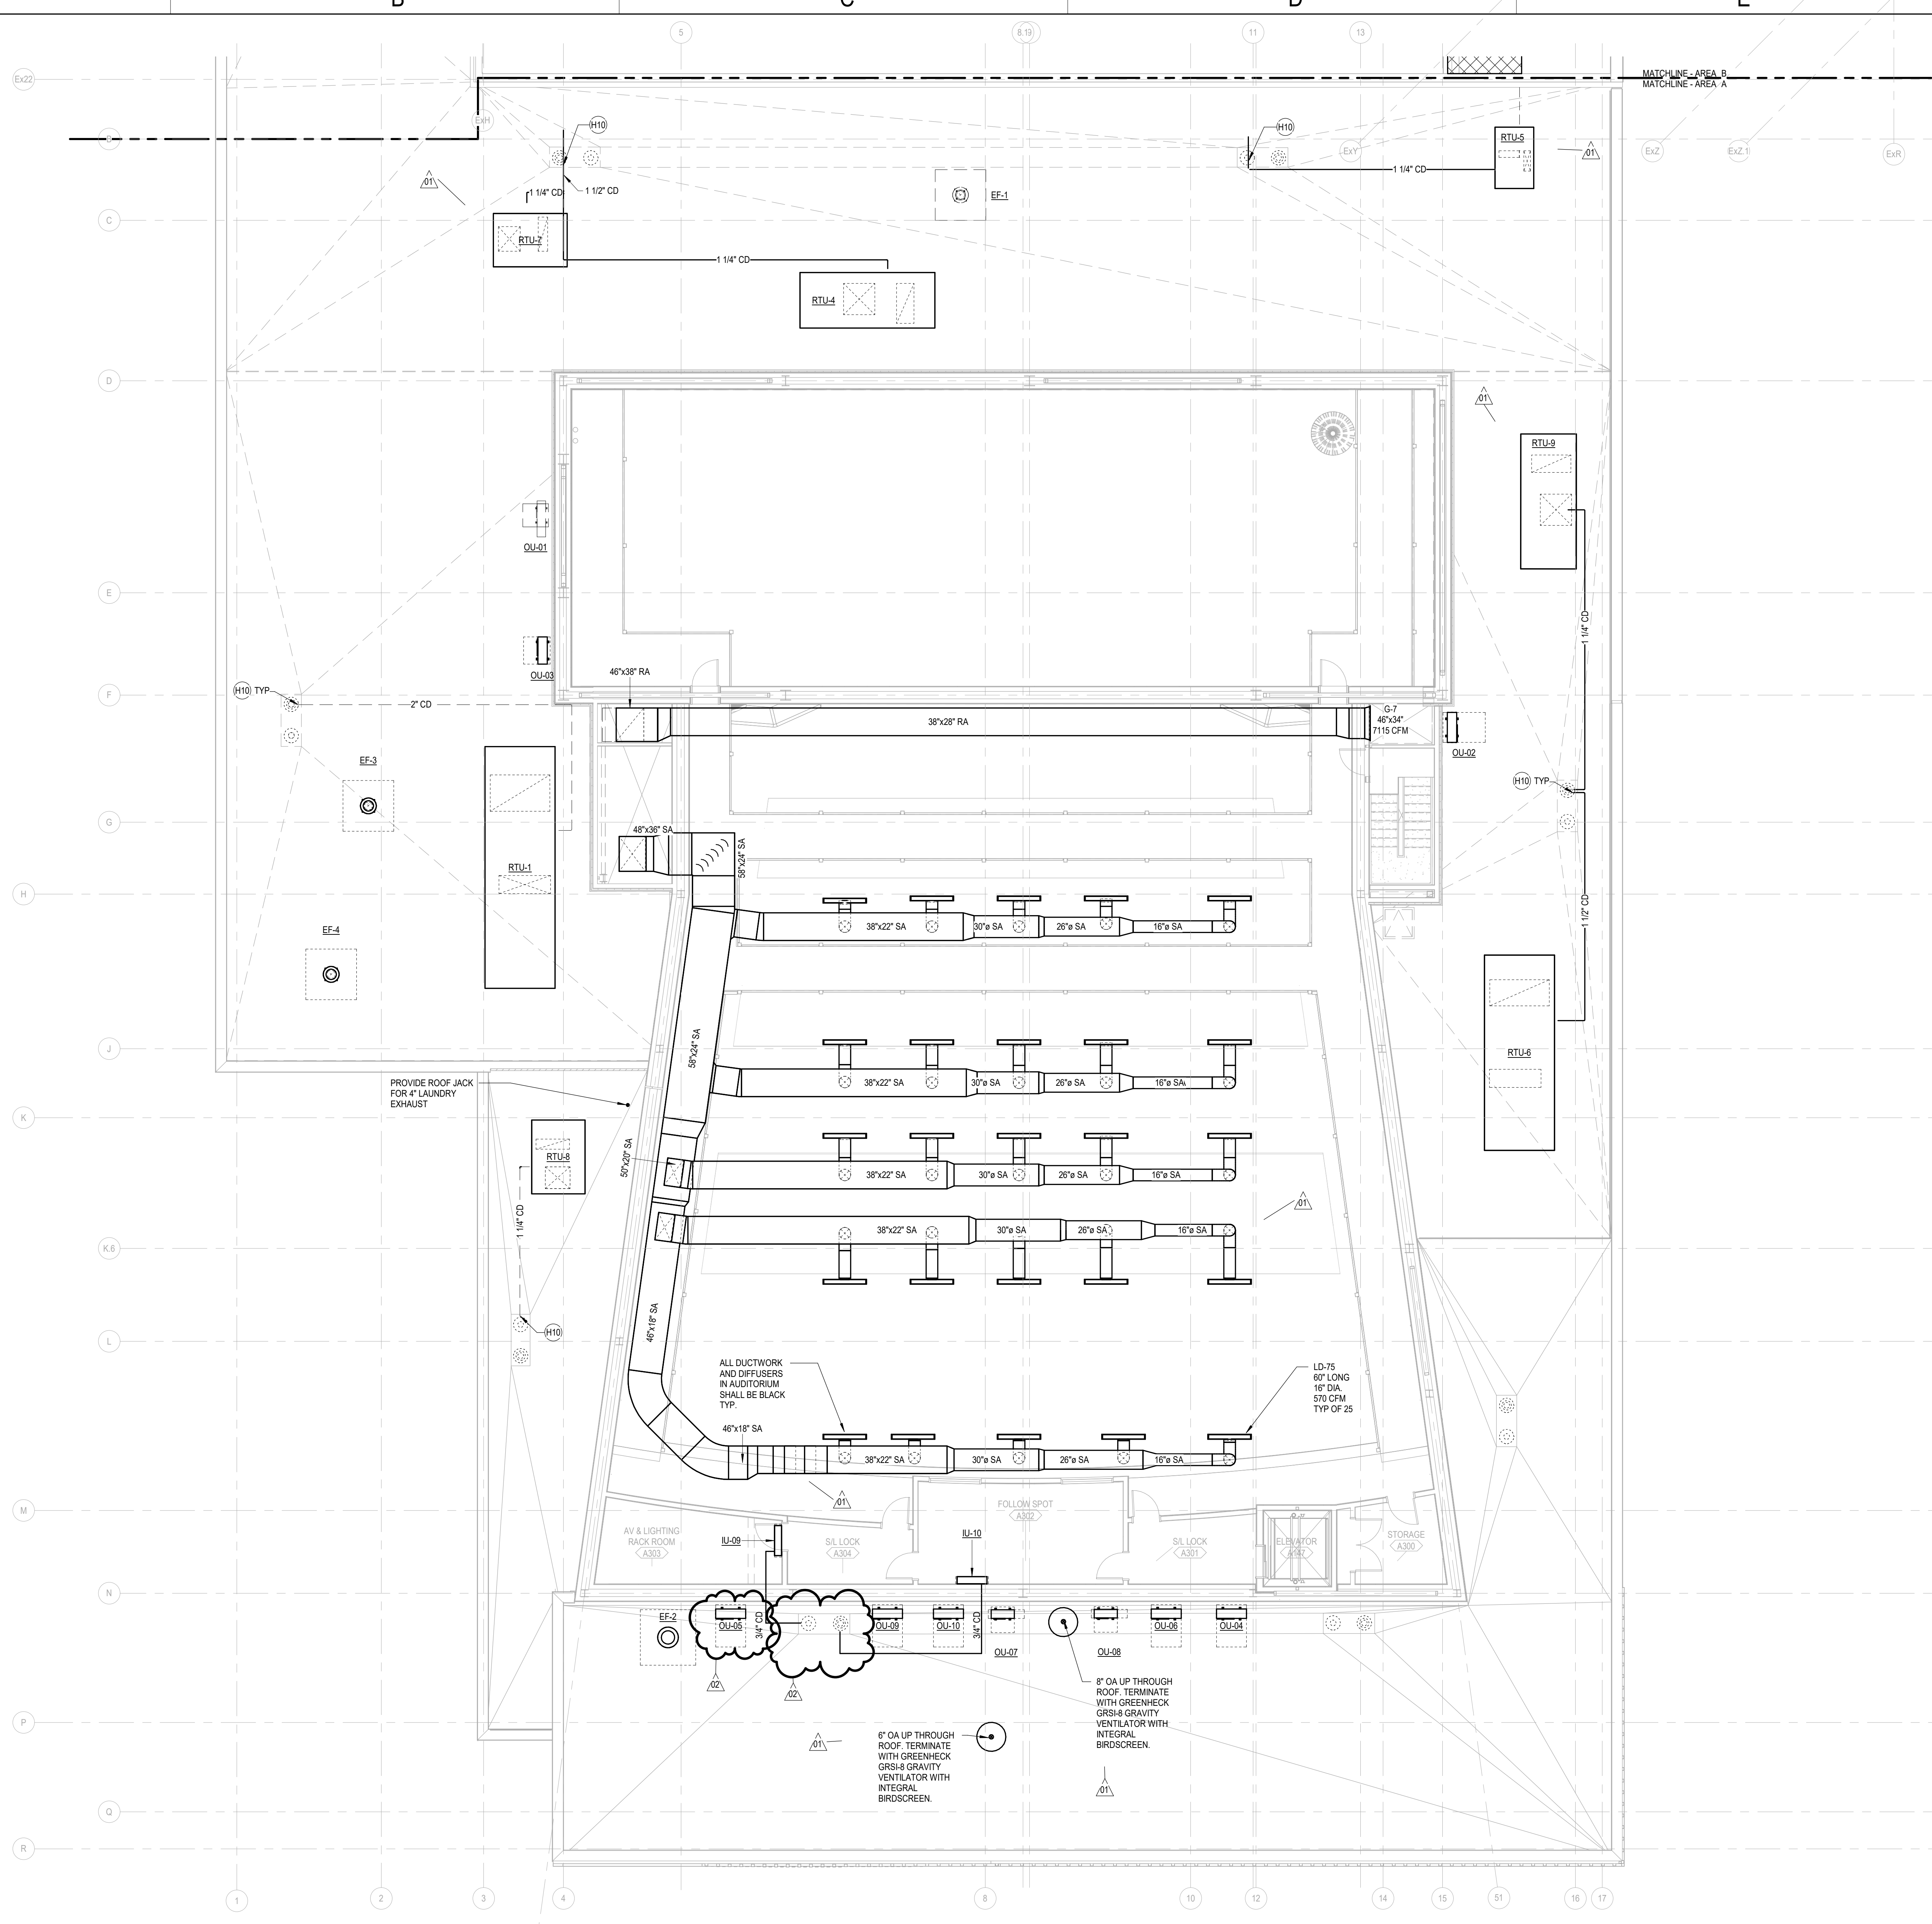 B
C
D
E
5
8.19
11
13
Ex22
MATCHLINE - AREA B
MATCHLINE - AREA A
B
ExH
H10
H10
RTU-5
ExY
ExZ
ExZ.1
ExR
01
01
1 1/4" CD
1 1/2" CD
1 1/4" CD
EF-1
C
RTU-7
1 1/4" CD
RTU-4
D
01
RTU-9
OU-01
E
1 1/4" CD
OU-03
46"x38" RA
F
H10 TYP
2" CD
38"x28" RA
G-7
46"x34"
7115 CFM
OU-02
EF-3
H10 TYP
G
48"x36" SA
58"x24" SA
RTU-1
H
38"x22" SA
30"ø SA
26"ø SA
16"ø SA
1 1/2" CD
EF-4
58"x24" SA
J
RTU-6
PROVIDE ROOF JACK
FOR 4" LAUNDRY
EXHAUST
38"x22" SA
30"ø SA
26"ø SA
16"ø SA
K
50"x20" SA
RTU-8
38"x22" SA
30"ø SA
26"ø SA
16"ø SA
01
1 1/4" CD
38"x22" SA
30"ø SA
26"ø SA
16"ø SA
K.6
46"x18" SA
H10
L
ALL DUCTWORK
AND DIFFUSERS
IN AUDITORIUM
SHALL BE BLACK
TYP.
LD-75
60" LONG
16" DIA.
570 CFM
TYP OF 25
46"x18" SA
38"x22" SA
30"ø SA
26"ø SA
16"ø SA
01
M
FOLLOW SPOT
A302
AV & LIGHTING
RACK ROOM
A303
IU-09
S/L LOCK
A304
IU-10
S/L LOCK
A301
ELEVATOR
A147
STORAGE
A300
N
EF-2
OU-05
3/4" CD
OU-09
OU-10
3/4" CD
OU-07
OU-08
OU-06
OU-04
02
02
8" OA UP THROUGH
ROOF. TERMINATE
WITH GREENHECK
GRSI-8 GRAVITY
VENTILATOR WITH
INTEGRAL
BIRDSCREEN.
P
01
6" OA UP THROUGH
ROOF. TERMINATE
WITH GREENHECK
GRSI-8 GRAVITY
VENTILATOR WITH
INTEGRAL
BIRDSCREEN.
01
Q
R
1
2
3
4
8
10
12
14
15
51
16
17